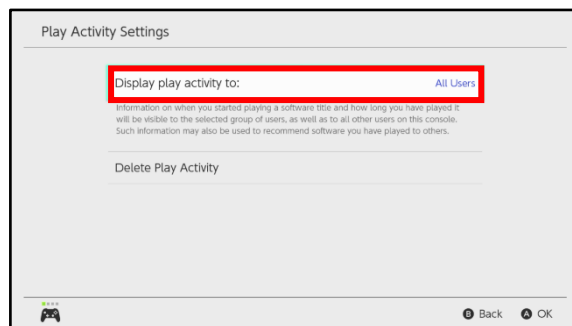 Play Activity Settings
Display play activity to: All Users
Information on when you started playing a software title and how long you have played it
will be visible to the selected group of users, as well as to all other users on this console.
Such information may also be used to recommend software you have played to others.
Delete Play Activity
B Back A OK